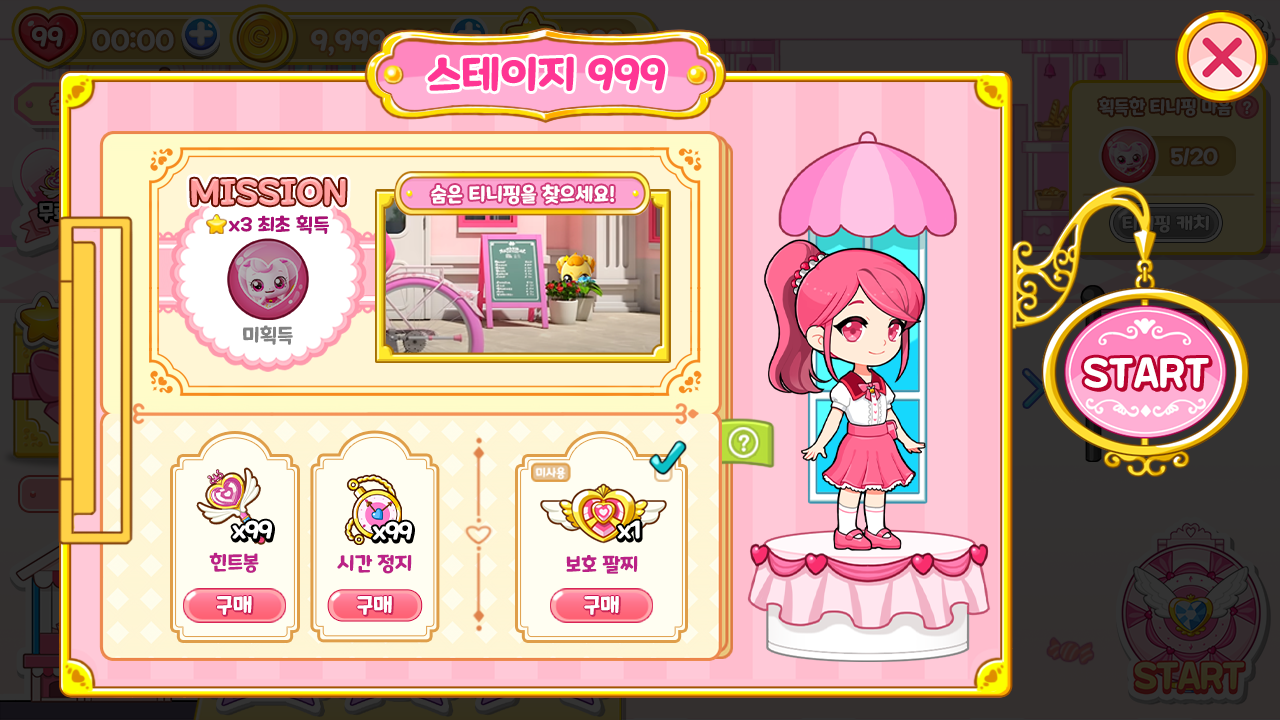 99
00:00
스테이지 999
획득한 티니핑 마음
?
5/20
MISSION
x3 최초 획득
미획득
숨은 티니핑을 찾으세요!
티니핑 캐치
START
?
미사용
x99
x99
x1
힌트봉
시간 정지
보호 팔찌
구매
구매
구매
START